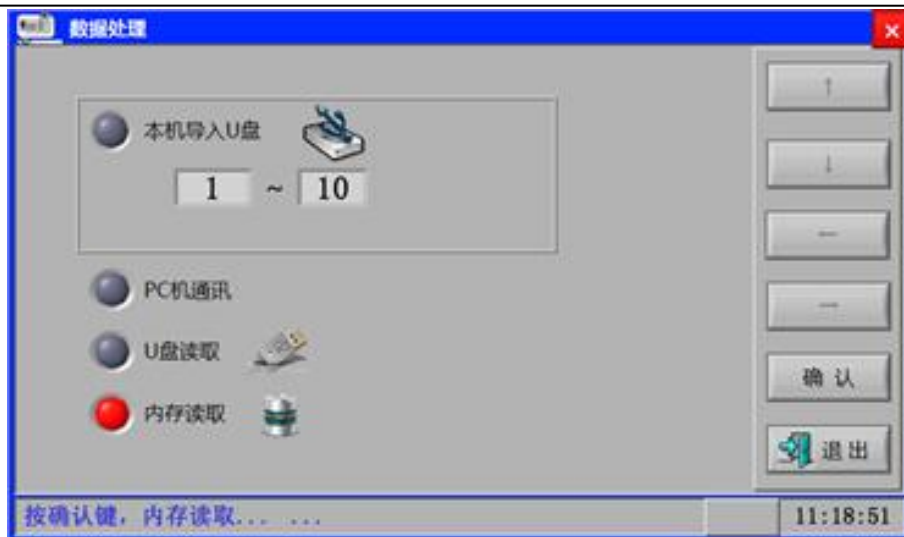 数据处理
本机导入U盘
1 ~ 10
PC机通讯
U盘读取
内存读取
↑
↓
←
→
确 认
退 出
按确认键，内存读取... ...
11:18:51